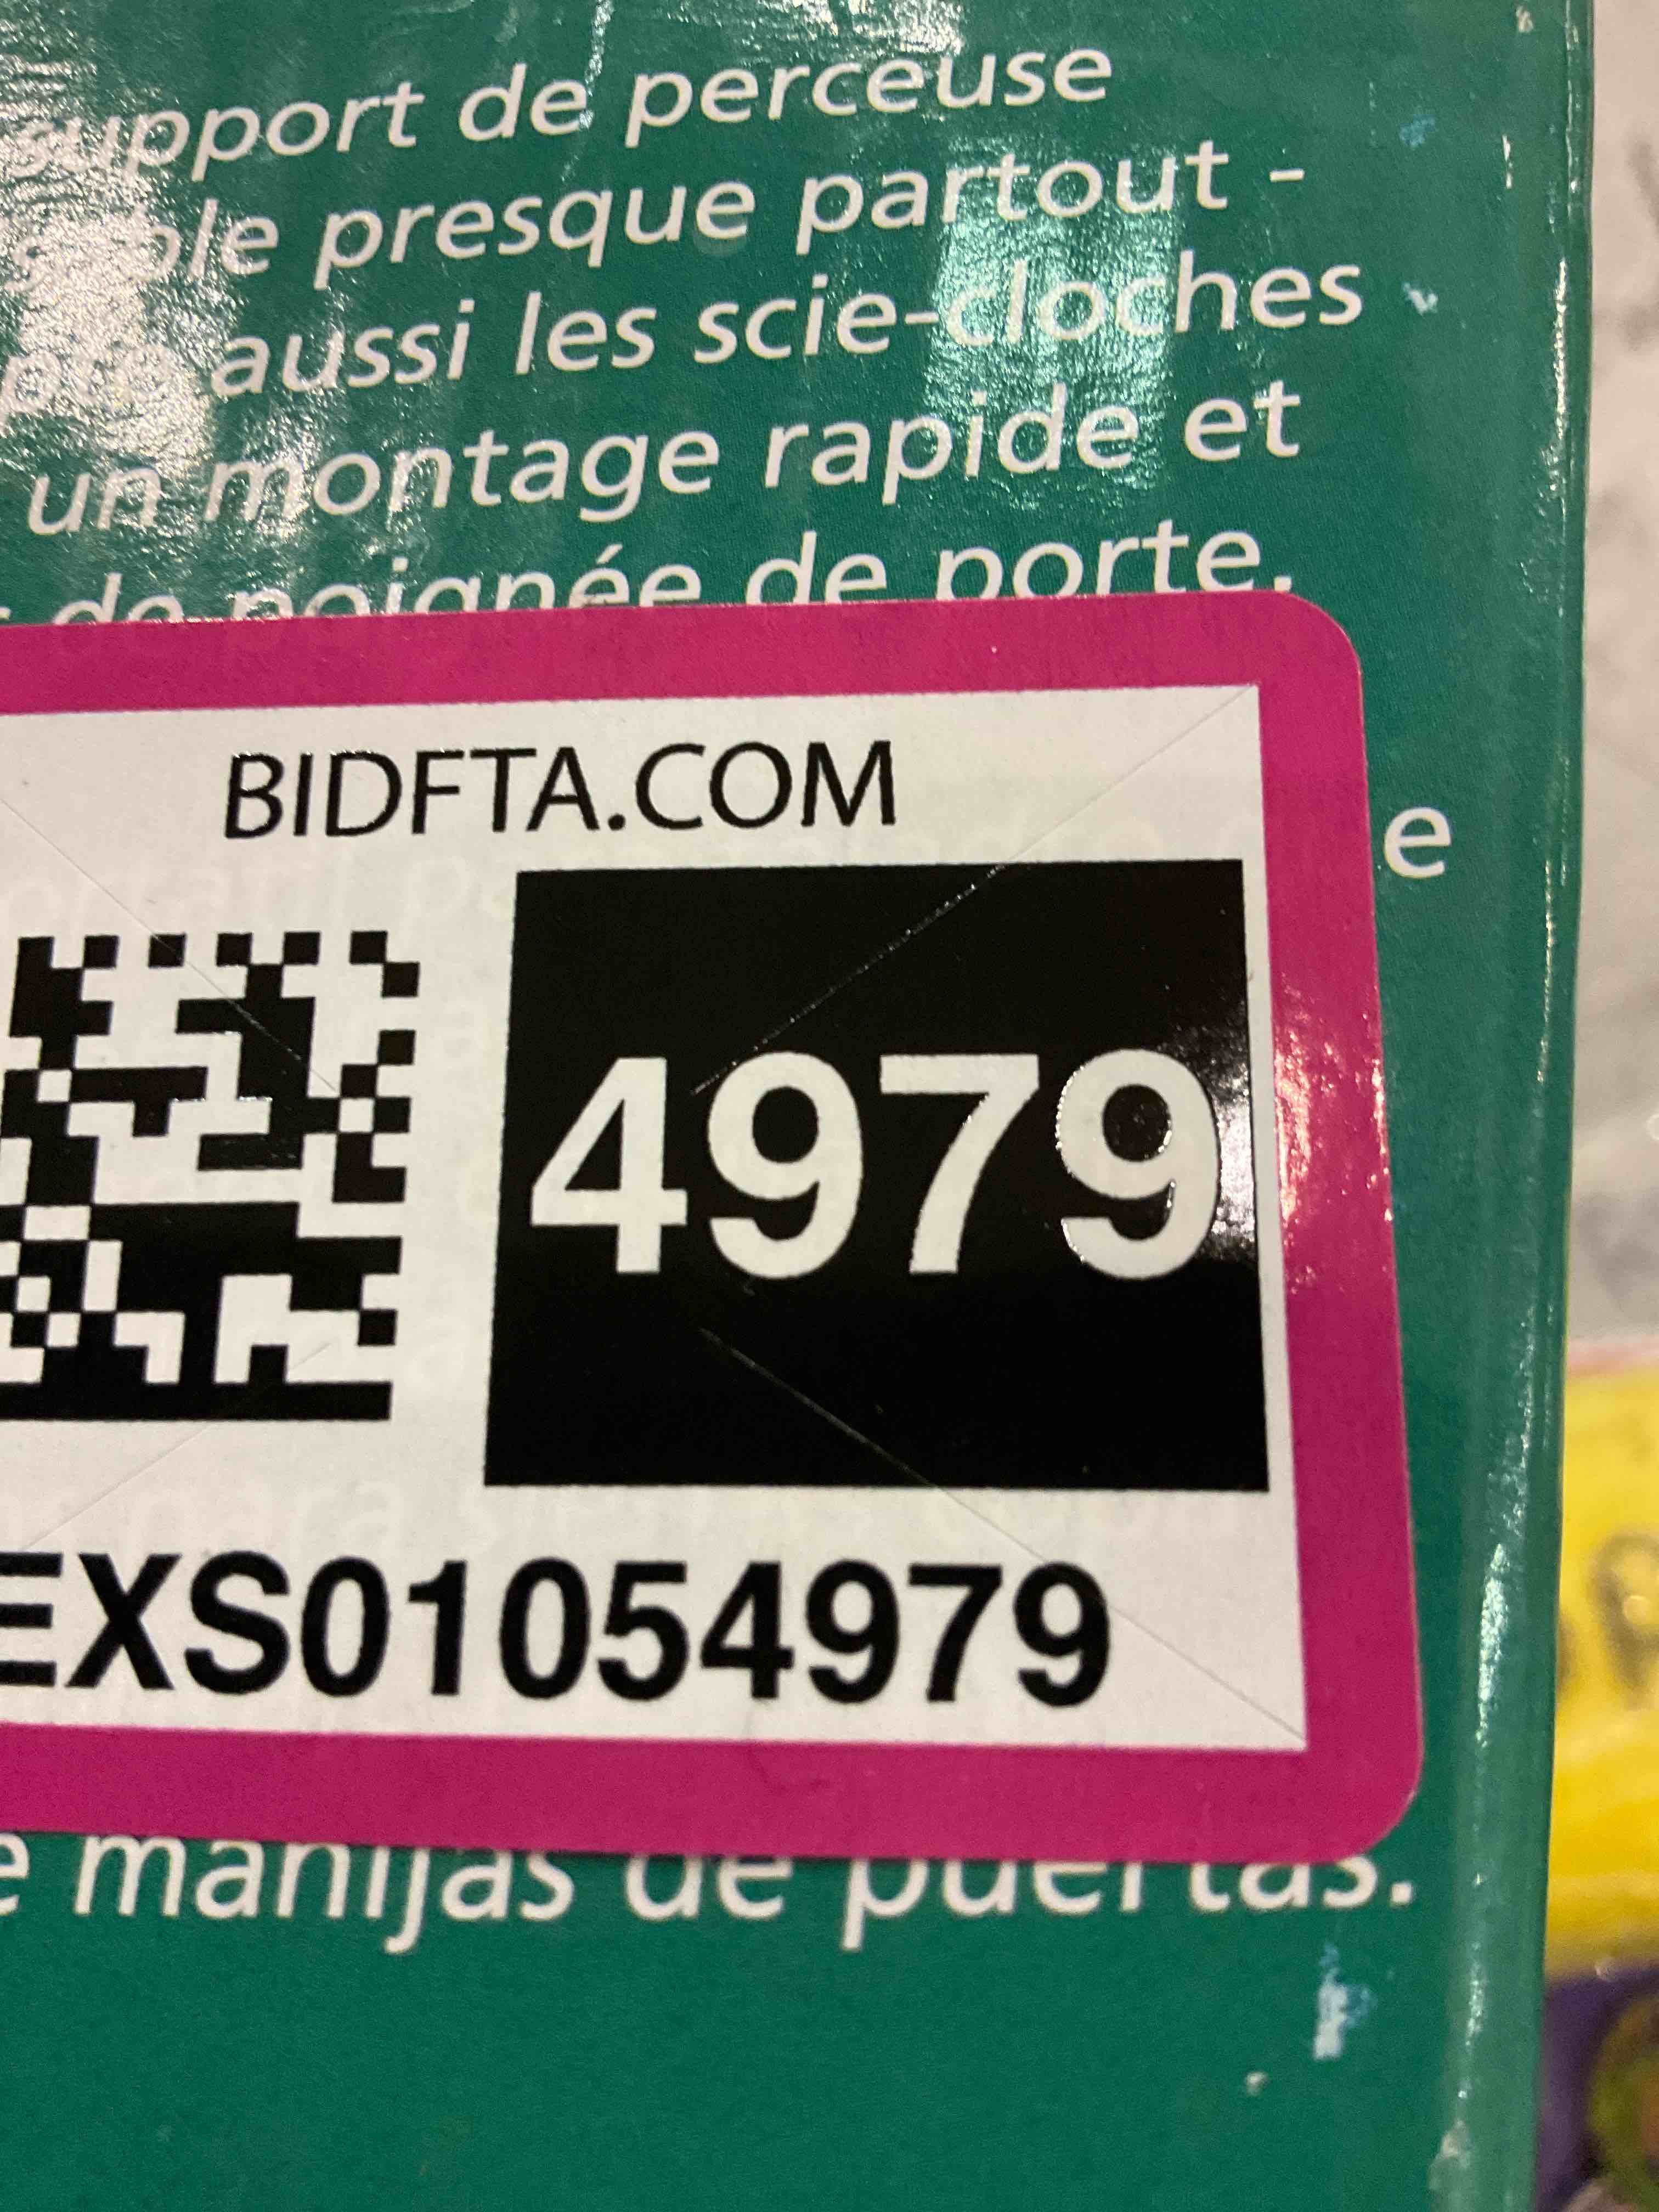 support de perceuse
presque partout -
aussi les scie-cloches
un montage rapide et
de poignée de porte.
BIDFTA.COM
e
4979
EXS01054979
e manijas de puertas.